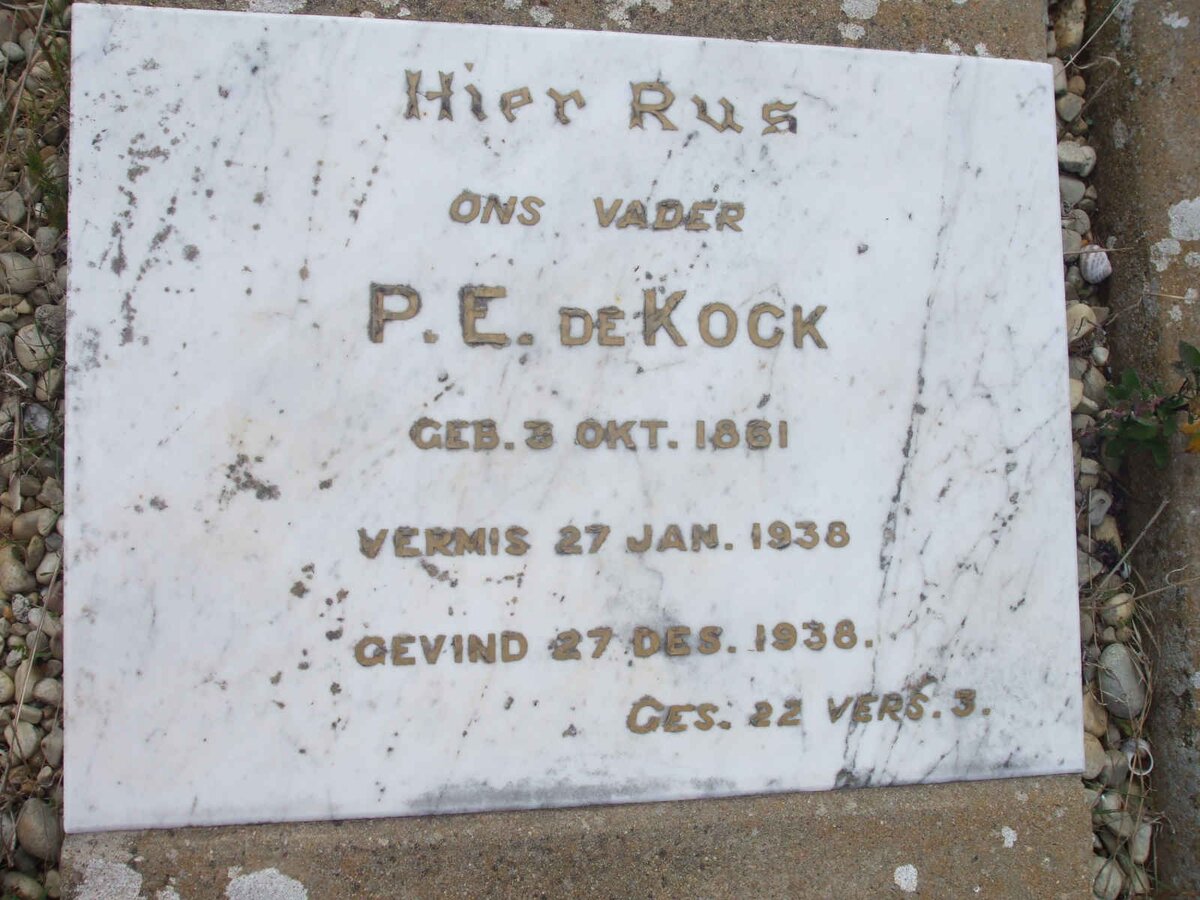 Hier Rus
ONS VADER
P. E. DE KOCK
GEB. 3 OKT. 1861
VERMIS 27 JAN. 1938
GEVIND 27 DES. 1938.
GES. 22 VERS. 3.